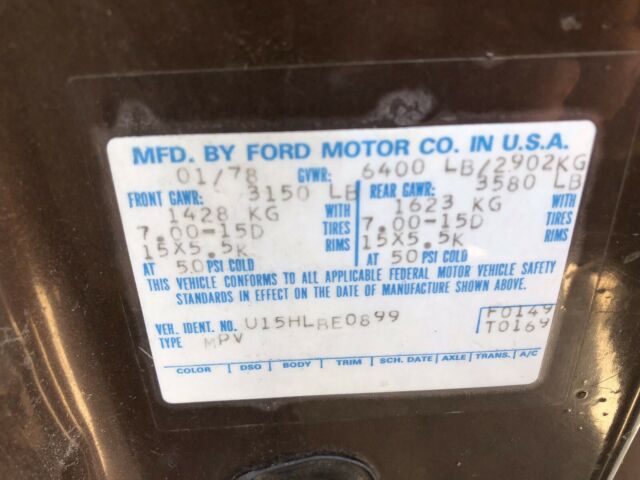 MFD. BY FORD MOTOR CO. IN U.S.A.
01/78 GVWR: 6400 LB/2902KG
FRONT GAWR: 3150 LB REAR GAWR: 3580 LB
1428 KG WITH 1623 KG WITH
7.00-15D TIRES 7.00-15D TIRES
15X5.5K RIMS 15X5.5K RIMS
AT 50 PSI COLD AT 50 PSI COLD
THIS VEHICLE CONFORMS TO ALL APPLICABLE FEDERAL MOTOR VEHICLE SAFETY
STANDARDS IN EFFECT ON THE DATE OF MANUFACTURE SHOWN ABOVE.
VEH. IDENT. NO. U15HLBE0899 F0149
TYPE MPV T0169
COLOR DSO BODY TRIM SCH. DATE AXLE TRANS. A/C